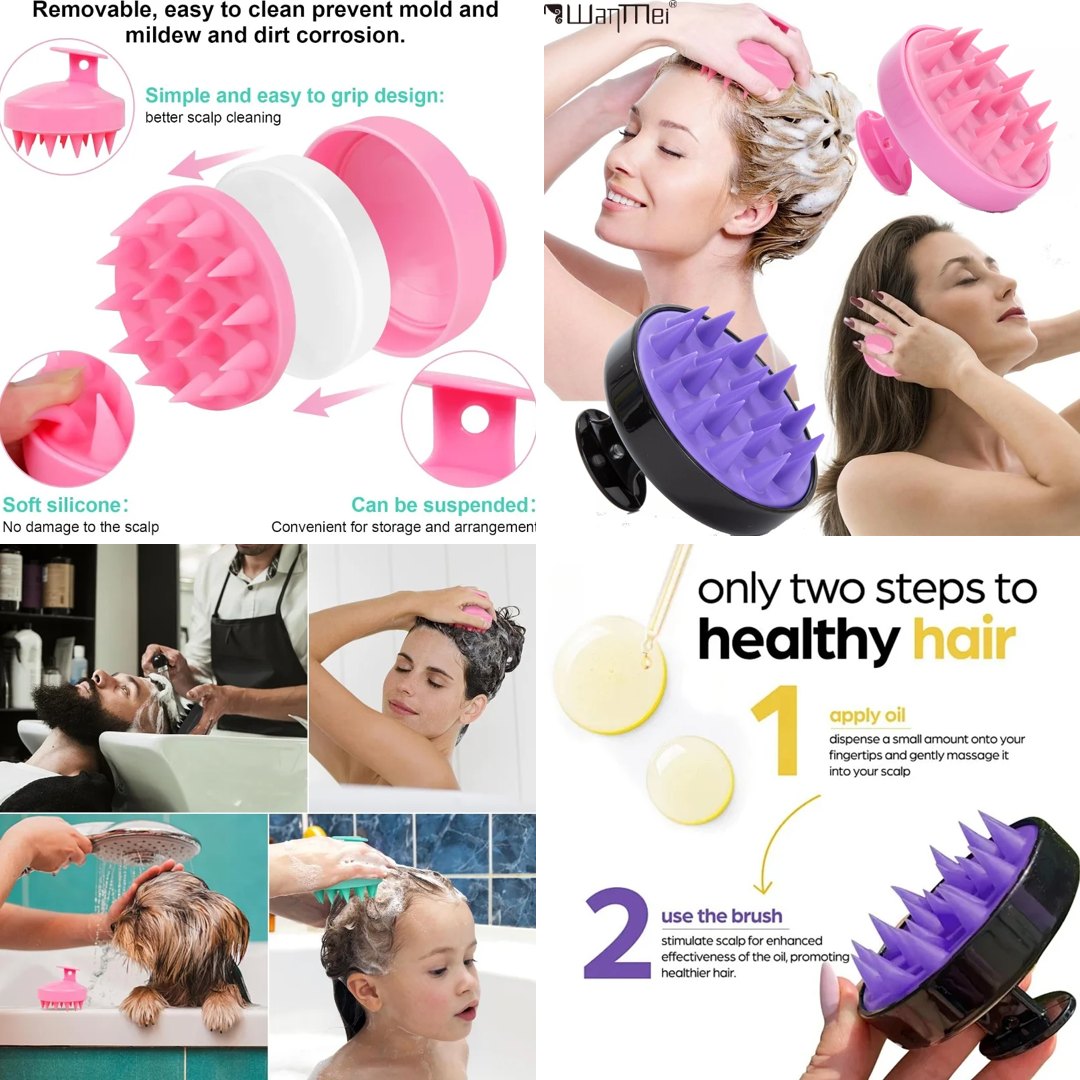 Removable, easy to clean prevent mold and
mildew and dirt corrosion.
Simple and easy to grip design:
better scalp cleaning
Soft silicone:
No damage to the scalp
Can be suspended:
Convenient for storage and arrangement
WanMei®
only two steps to
healthy hair
1
apply oil
dispense a small amount onto your
fingertips and gently massage it
into your scalp
2
use the brush
stimulate scalp for enhanced
effectiveness of the oil, promoting
healthier hair.